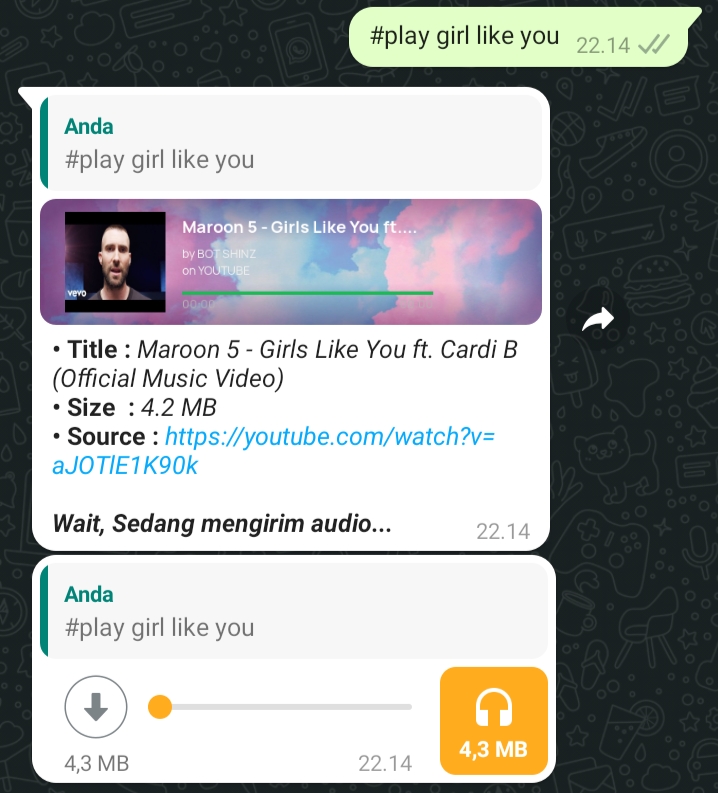 #play girl like you 22.14
Anda
#play girl like you
Maroon 5 - Girls Like You ft....
by BOT SHINZ
on YOUTUBE
vevo
00:00
• Title : Maroon 5 - Girls Like You ft. Cardi B
(Official Music Video)
• Size : 4.2 MB
• Source : https://youtube.com/watch?v=
aJOTlE1K90k
Wait, Sedang mengirim audio...
22.14
Anda
#play girl like you
4,3 MB
22.14
4,3 MB